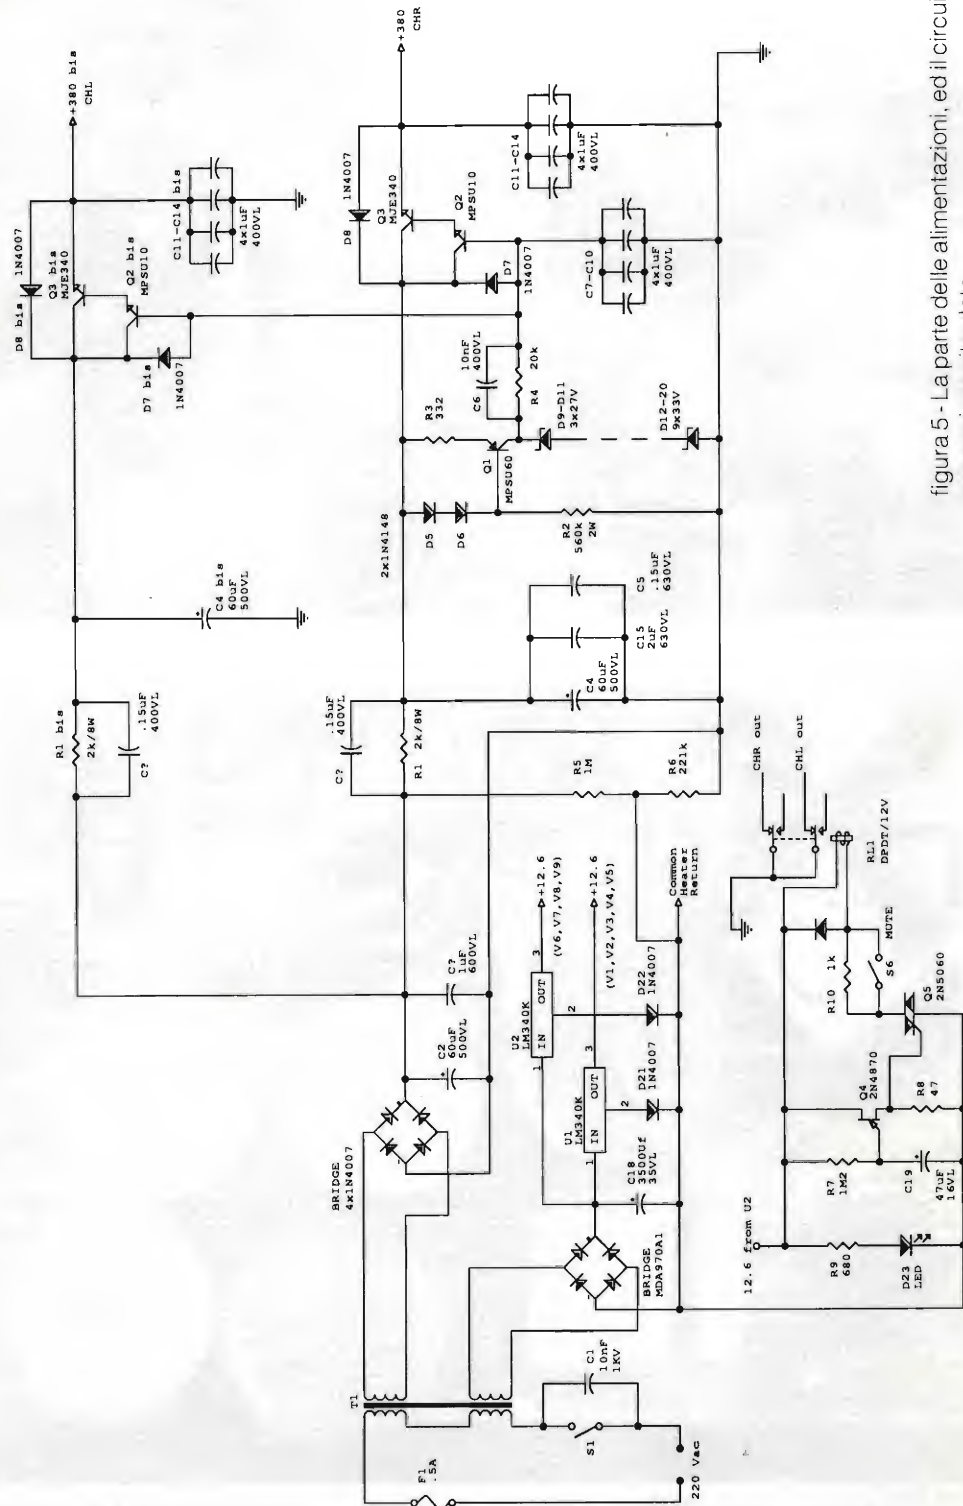 +380 bis
CHL
D8 bis 1N4007
Q3 bis
MJE340
Q2 bis
MPSU10
D7 bis
1N4007
C11-C14 bis
4x1uF
400VL
R1 bis
2k/8W
.15uF
400VL
C?
C4 bis
60uF
500VL
+380
CHR
D8 1N4007
Q3
MJE340
Q2
MPSU10
D7
1N4007
C11-C14
4x1uF
400VL
C7-C10
4x1uF
400VL
10nF
400VL
C6
R4
20k
R3
332
Q1
MPSU60
D9-D11
3x27V
D12-20
9x33V
2x1N4148
D5
D6
R2
560k
2W
.15uF
400VL
C?
R1
2k/8W
C5
.15uF
630VL
C15
2uF
630VL
C4
60uF
500VL
R5
1M
R6
221k
BRIDGE
4x1N4007
C2
60uF
500VL
C?
1uF
600VL
T1
F1
.5A
S1
C1
10nF
1KV
220 Vac
BRIDGE
MDA970A1
C18
3500Uf
35VL
U2
LM340K
IN OUT
1
2
3
+12.6
(V6,V7,V8,V9)
U1
LM340K
IN OUT
1
2
3
+12.6
(V1,V2,V3,V4,V5)
D22
1N4007
D21
1N4007
Common
Heater
Return
12.6 from U2
R9
680
D23
LED
R7
1M2
C19
47uF
16VL
Q4
2N4870
R8
47
R10
1k
S6
MUTE
Q5
2N5060
RL1
DPDT/12V
CHR out
CHL out
figura 5 - La parte delle alimentazioni, ed il circui